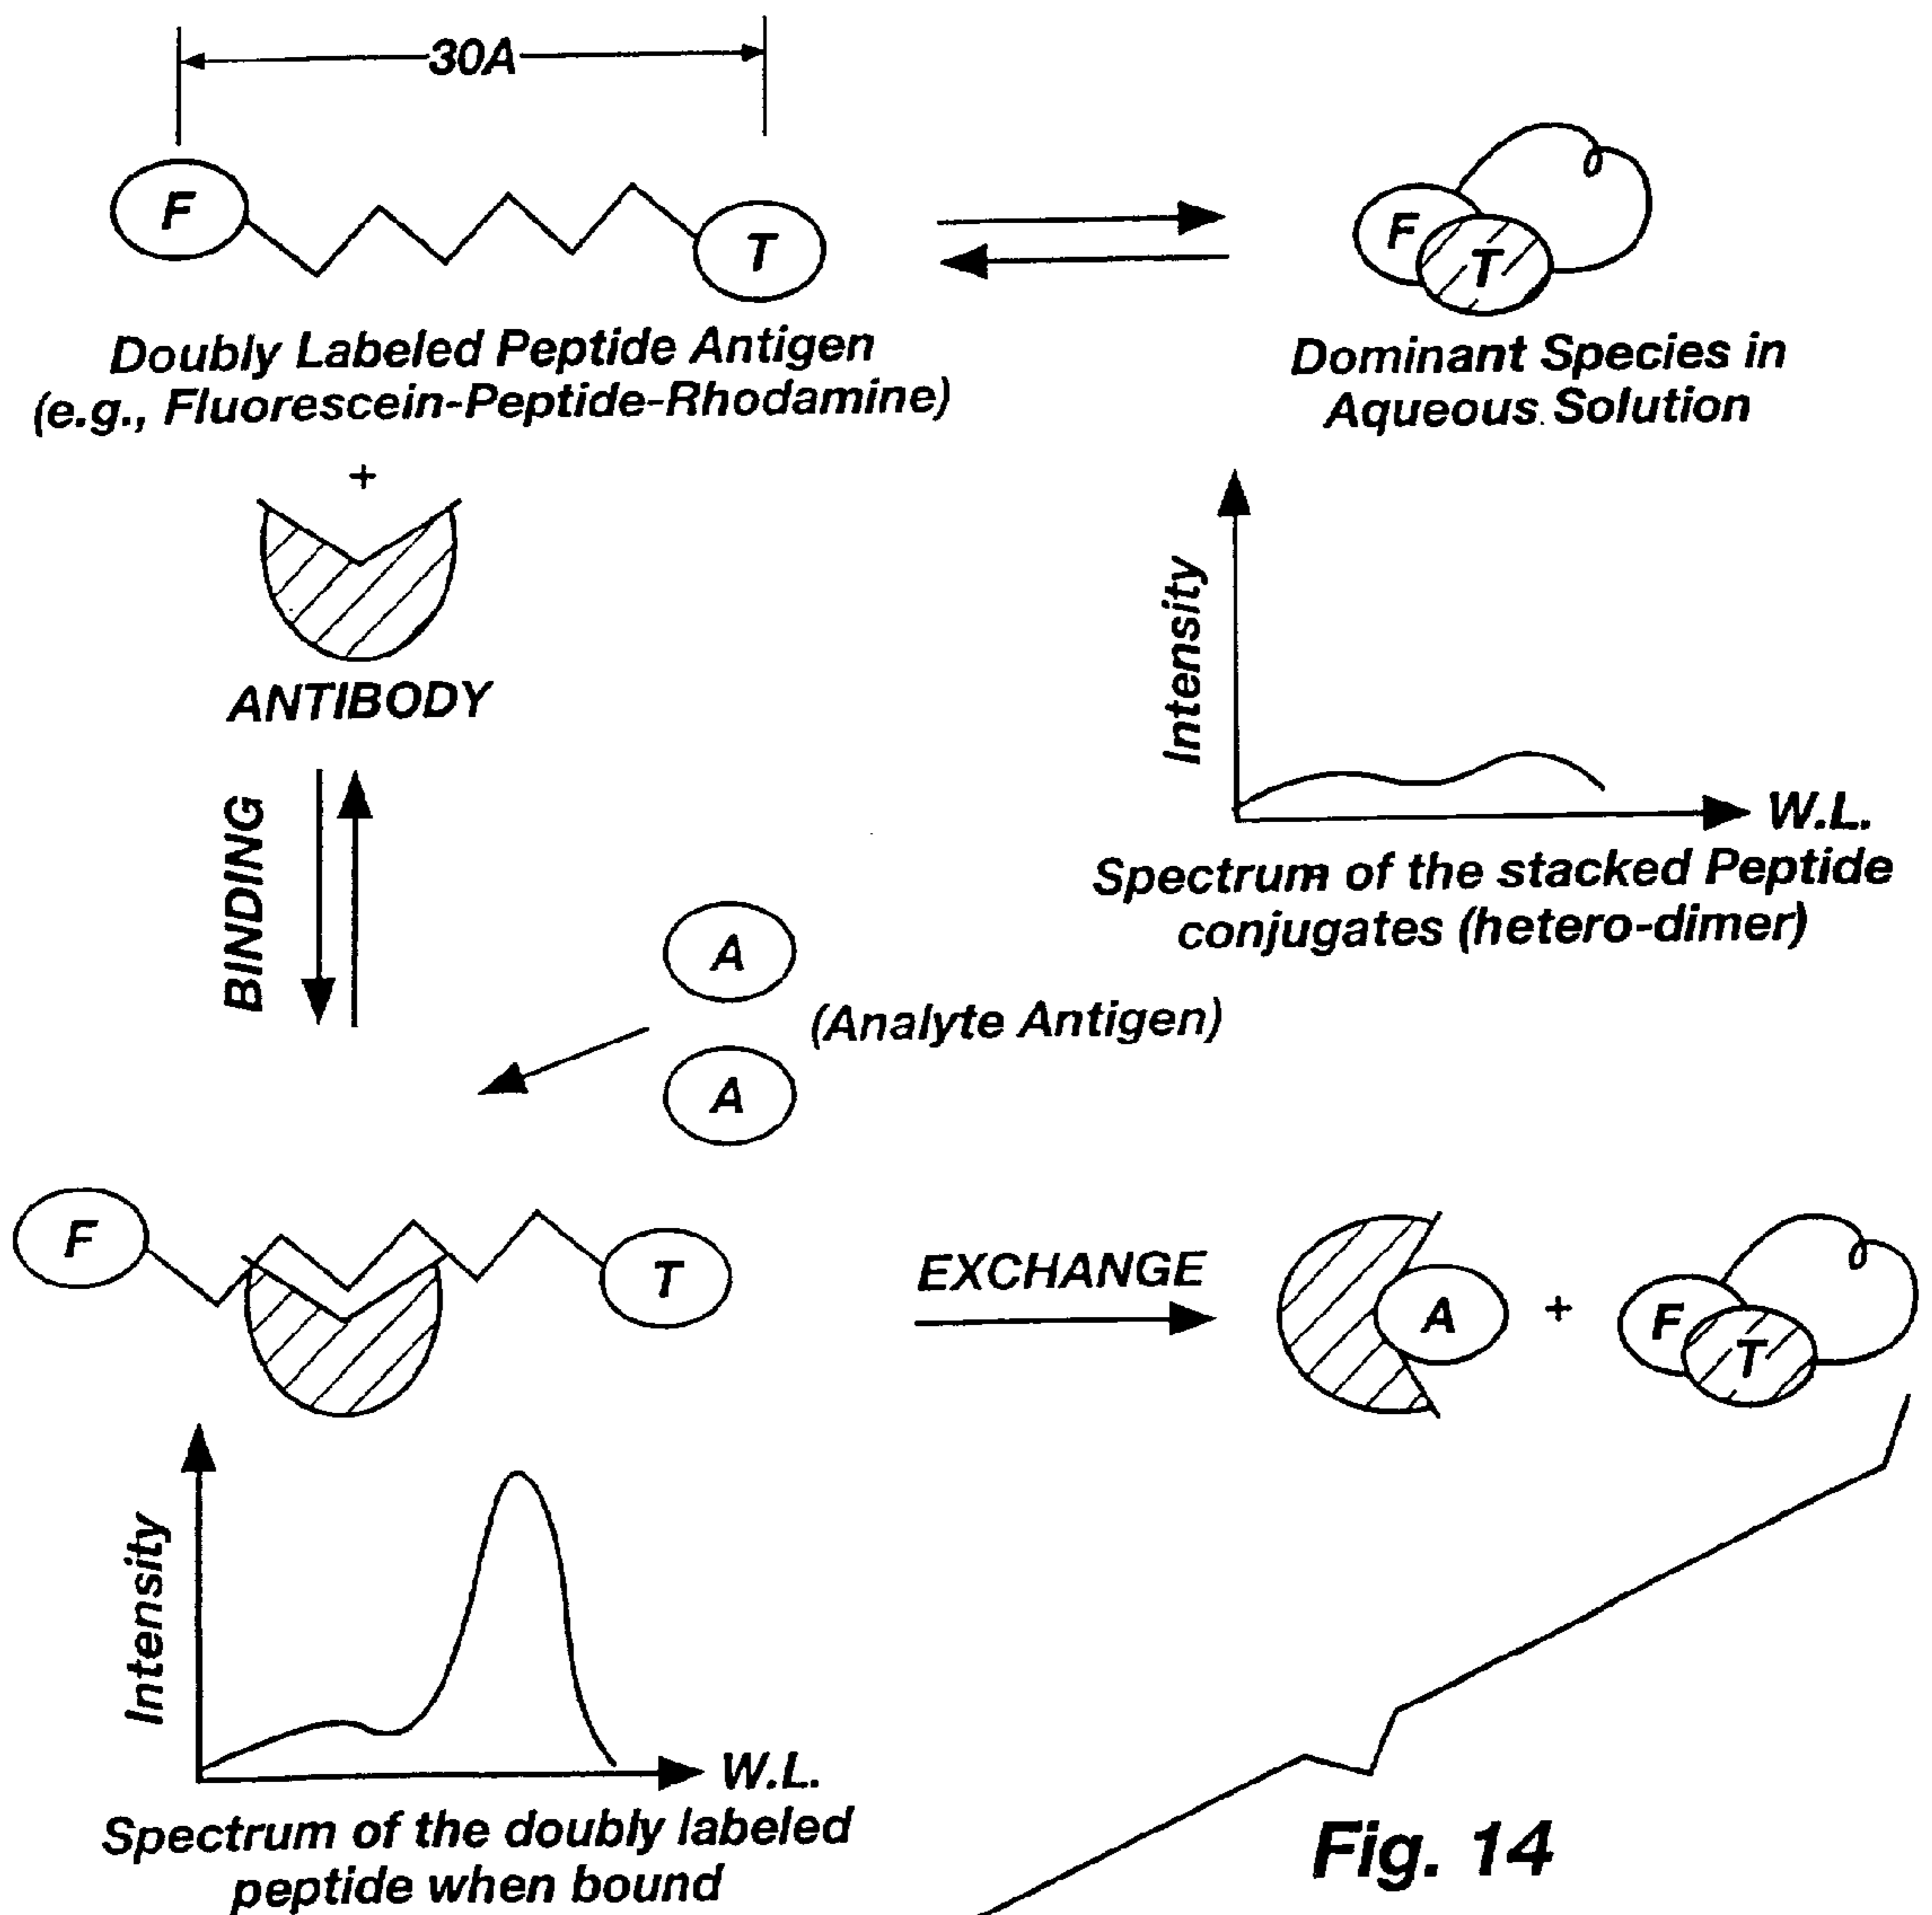 30A
F
T
F
T
Doubly Labeled Peptide Antigen
(e.g., Fluorescein-Peptide-Rhodamine)
Dominant Species in
Aqueous Solution
+
ANTIBODY
Intensity
W.L.
Spectrum of the stacked Peptide
conjugates (hetero-dimer)
BINDING
A
(Analyte Antigen)
A
F
T
EXCHANGE
A
+
F
T
Intensity
W.L.
Spectrum of the doubly labeled
peptide when bound
Fig. 14